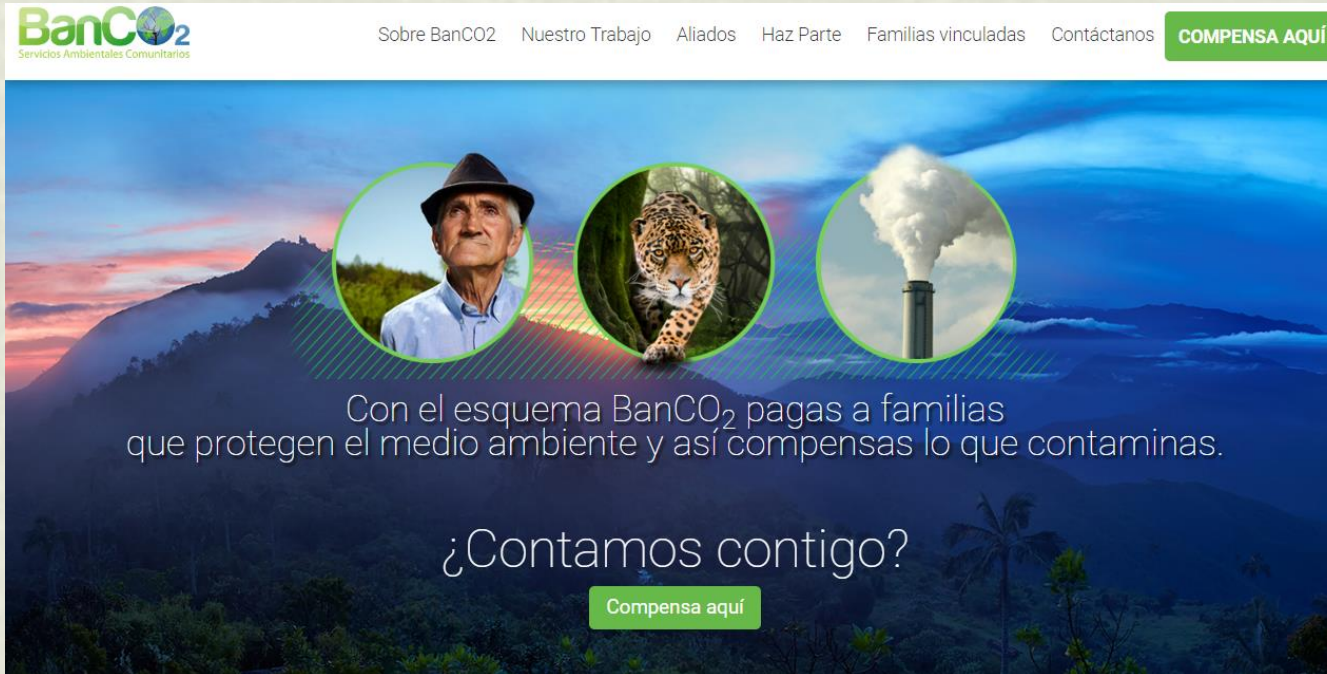 BanCO2
Servicios Ambientales Comunitarios
Sobre BanCO2 Nuestro Trabajo Aliados Haz Parte Familias vinculadas Contáctanos COMPENSA AQUÍ
Con el esquema BanCO₂ pagas a familias
que protegen el medio ambiente y así compensas lo que contaminas.
¿Contamos contigo?
Compensa aquí